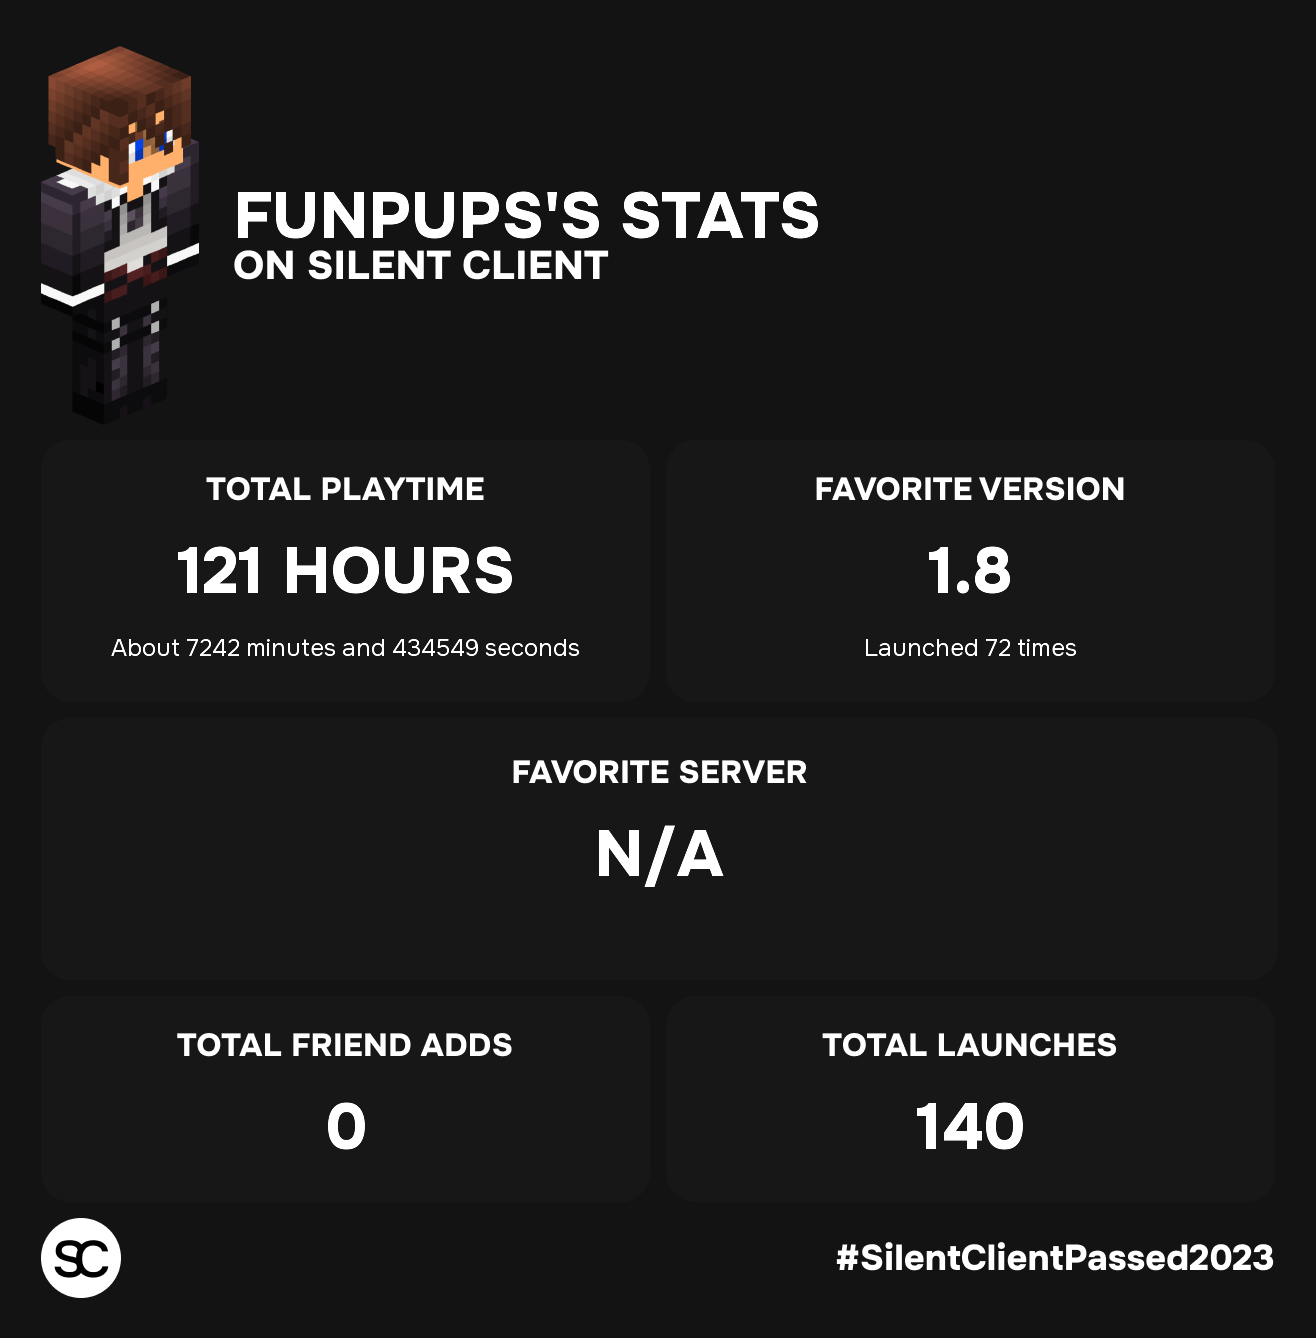 FUNPUPS'S STATS
ON SILENT CLIENT
TOTAL PLAYTIME
121 HOURS
About 7242 minutes and 434549 seconds
FAVORITE VERSION
1.8
Launched 72 times
FAVORITE SERVER
N/A
TOTAL FRIEND ADDS
0
TOTAL LAUNCHES
140
SC
#SilentClientPassed2023